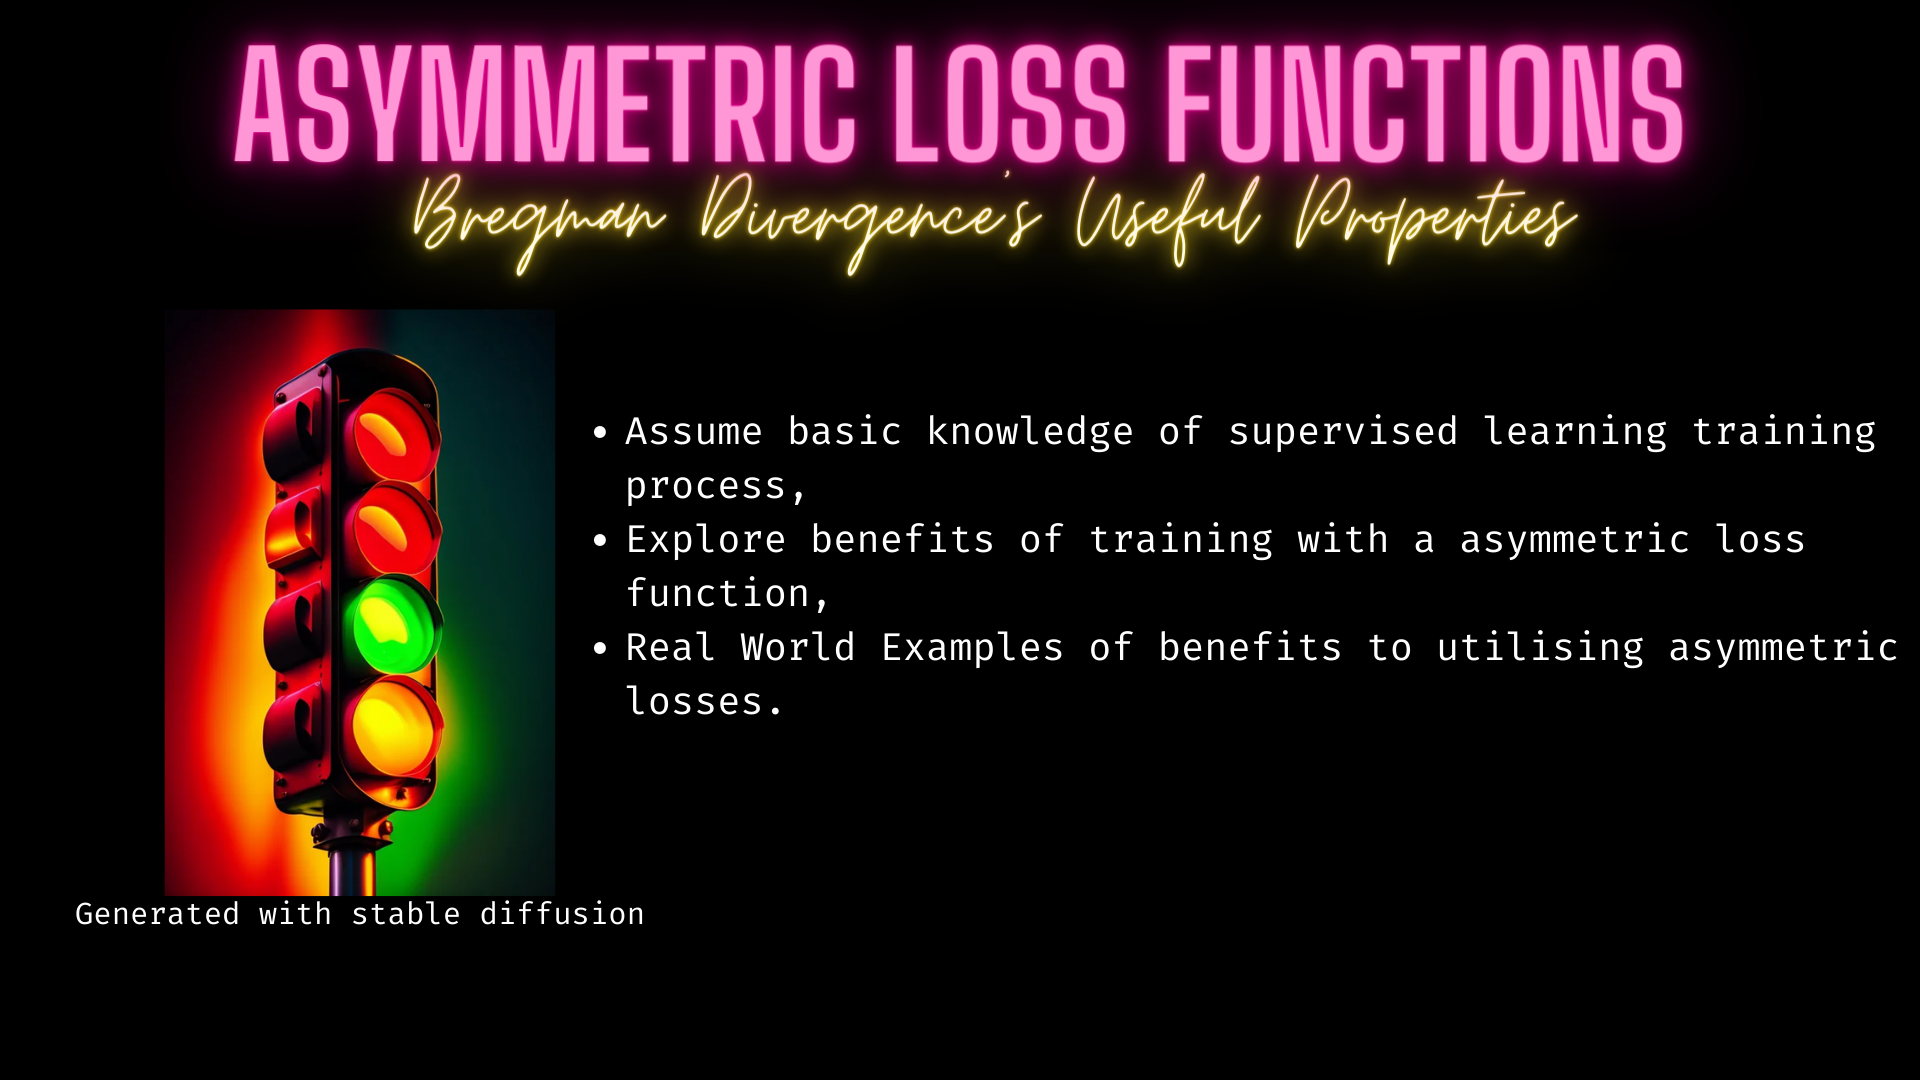 ASYMMETRIC LOSS FUNCTIONS
Bregman Divergence's Useful Properties
• Assume basic knowledge of supervised learning training
process,
• Explore benefits of training with a asymmetric loss
function,
• Real World Examples of benefits to utilising asymmetric
losses.
Generated with stable diffusion